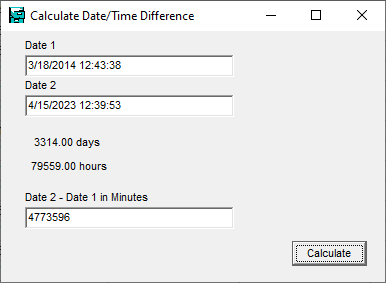 Calculate Date/Time Difference
Date 1
3/18/2014 12:43:38
Date 2
4/15/2023 12:39:53
3314.00 days
79559.00 hours
Date 2 - Date 1 in Minutes
4773596
Calculate